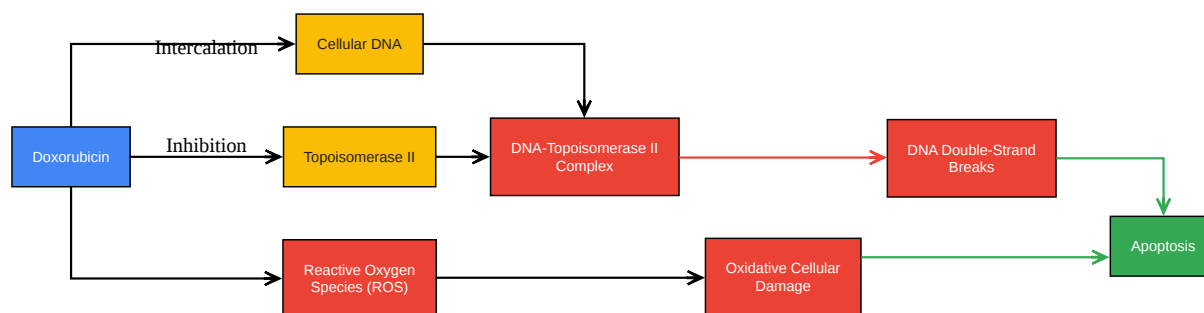 Intercalation
Cellular DNA
Doxorubicin
Inhibition
Topoisomerase II
DNA-Topoisomerase II
Complex
DNA Double-Strand
Breaks
Reactive Oxygen
Species (ROS)
Oxidative Cellular
Damage
Apoptosis